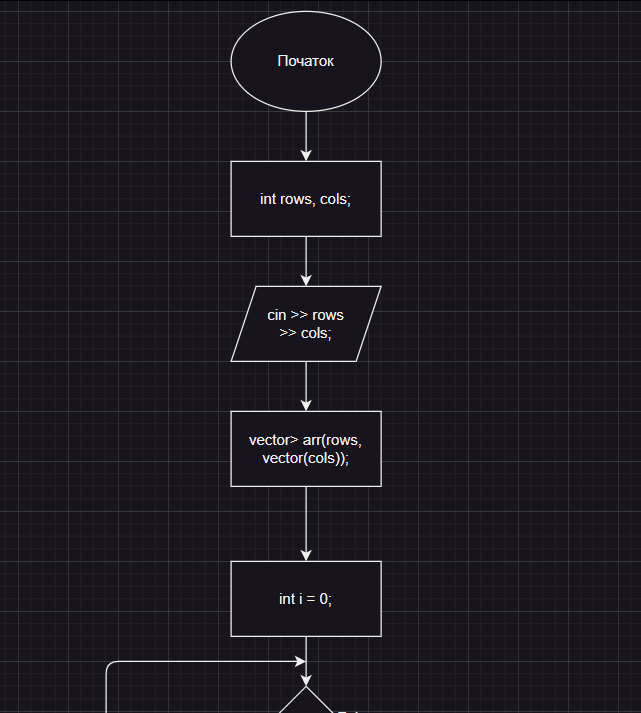 Початок
int rows, cols;
cin >> rows
>> cols;
vector> arr(rows,
vector(cols));
int i = 0;